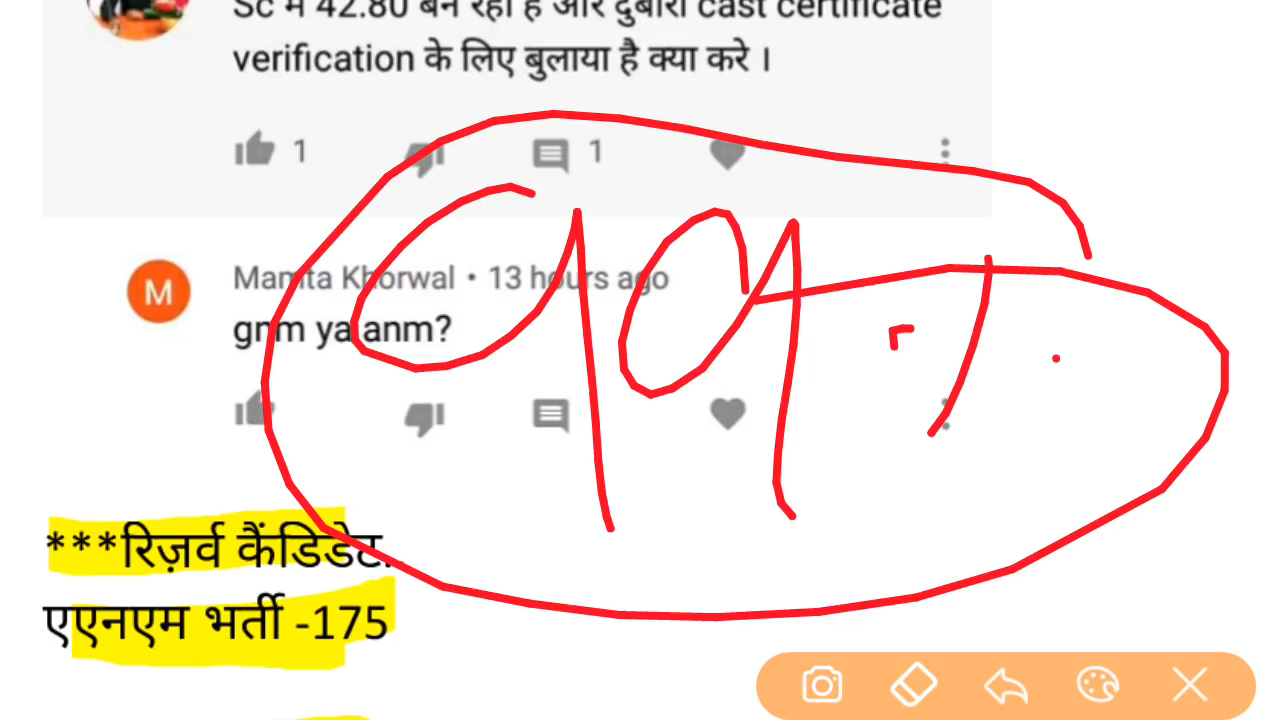 Sc में 42.80 बन रही है और दुबारा cast certificate
verification के लिए बुलाया है क्या करे ।
1
1
Mamta Khorwal • 13 hours ago
gnm ya anm?
99 %
M
***रिज़र्व कैंडिडेट.
एएनएम भर्ती -175